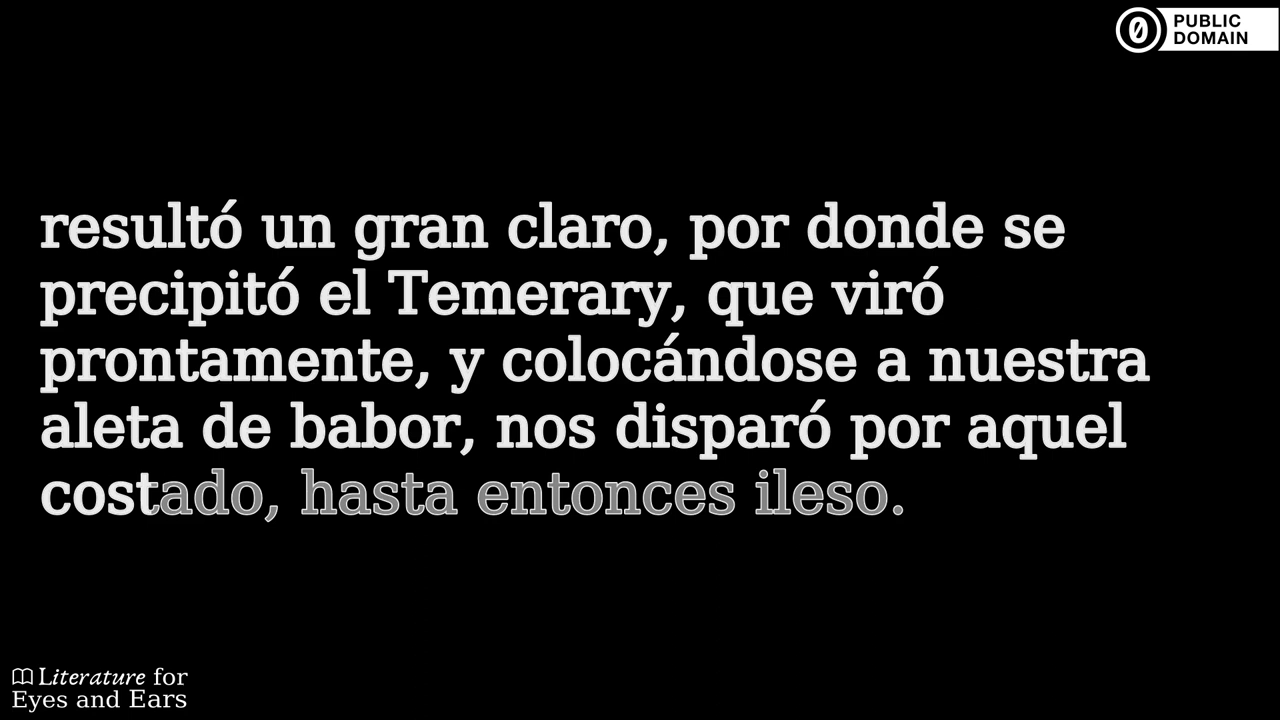 PUBLIC
DOMAIN
resultó un gran claro, por donde se
precipitó el Temerary, que viró
prontamente, y colocándose a nuestra
aleta de babor, nos disparó por aquel
costado, hasta entonces ileso.
Literature for
Eyes and Ears